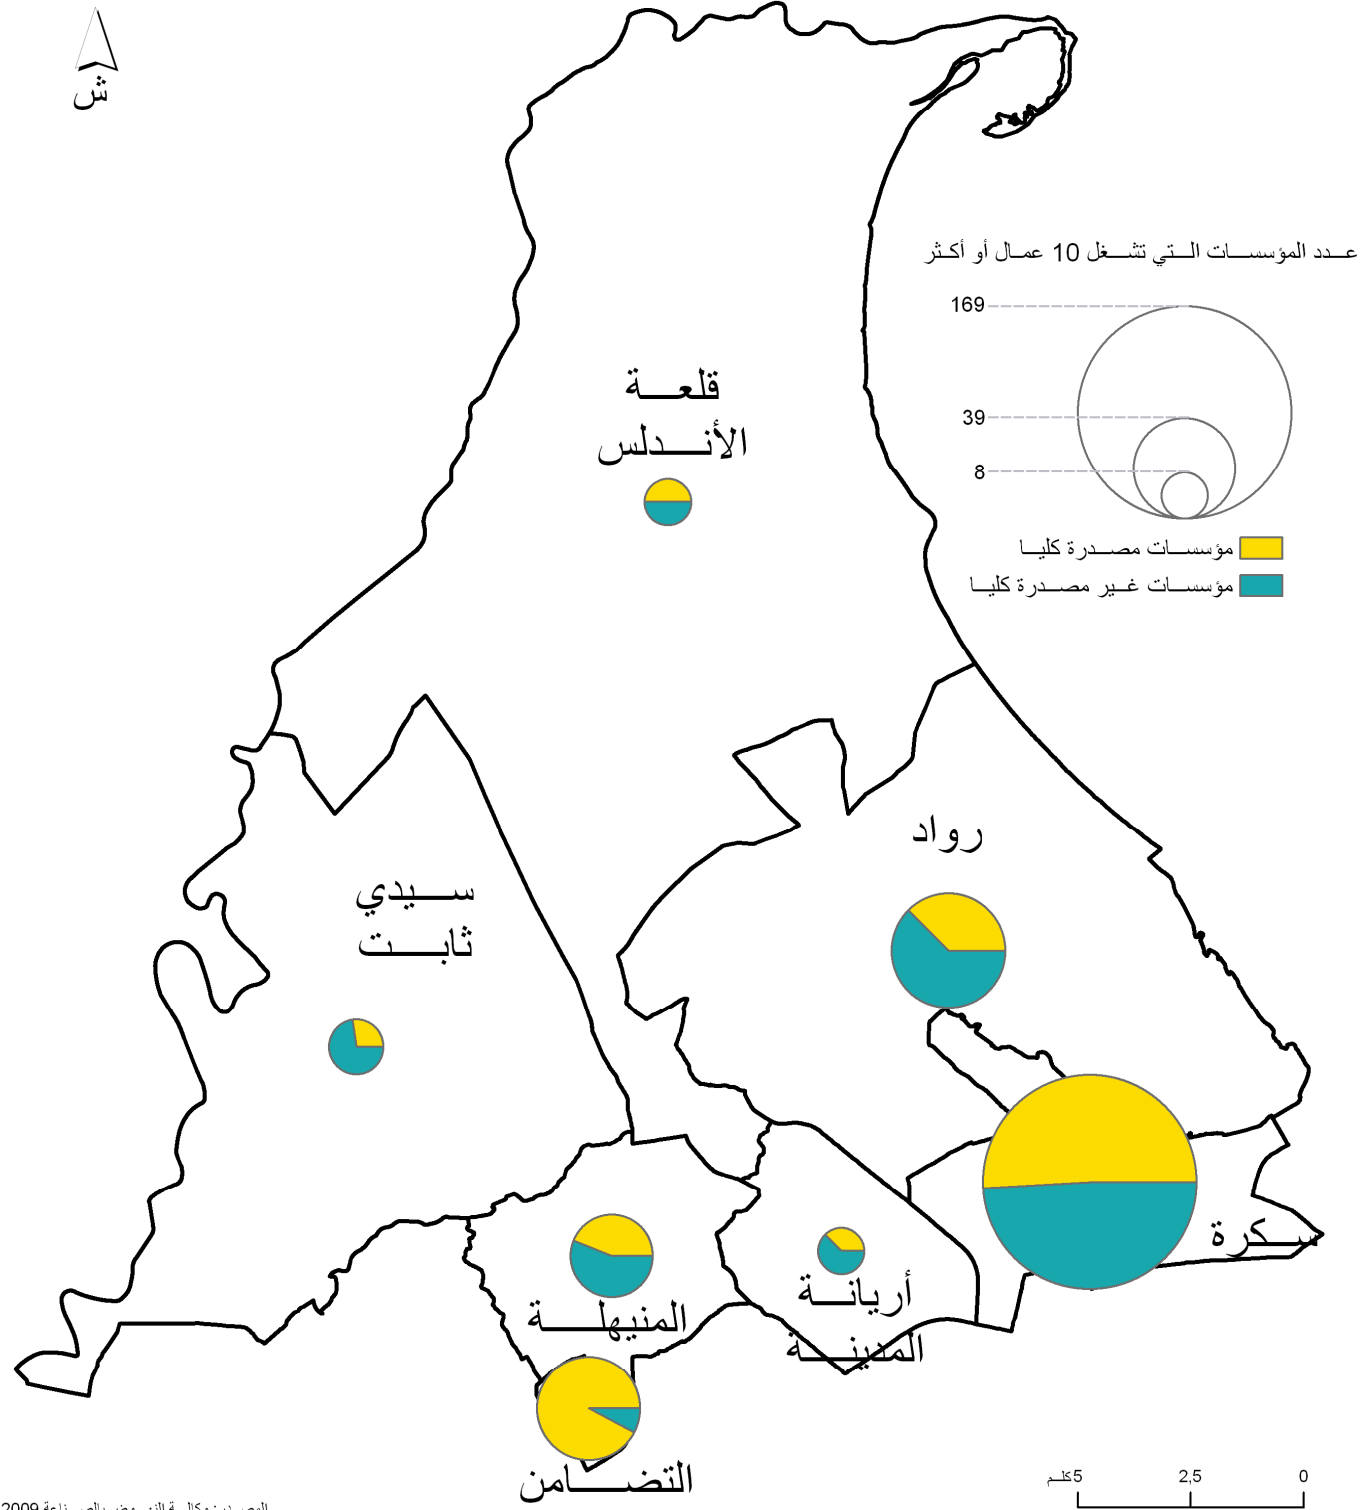 ش
عدد المؤسسات التي تشغل 10 عمال أو أكثر
169
39
8
مؤسسات مصدرة كليا
مؤسسات غير مصدرة كليا
قلعة
الأندلس
رواد
سيدي
ثابت
سكرة
أريانة
المدينة
المنيهلة
التضامن
0
2,5
5كلم
2009